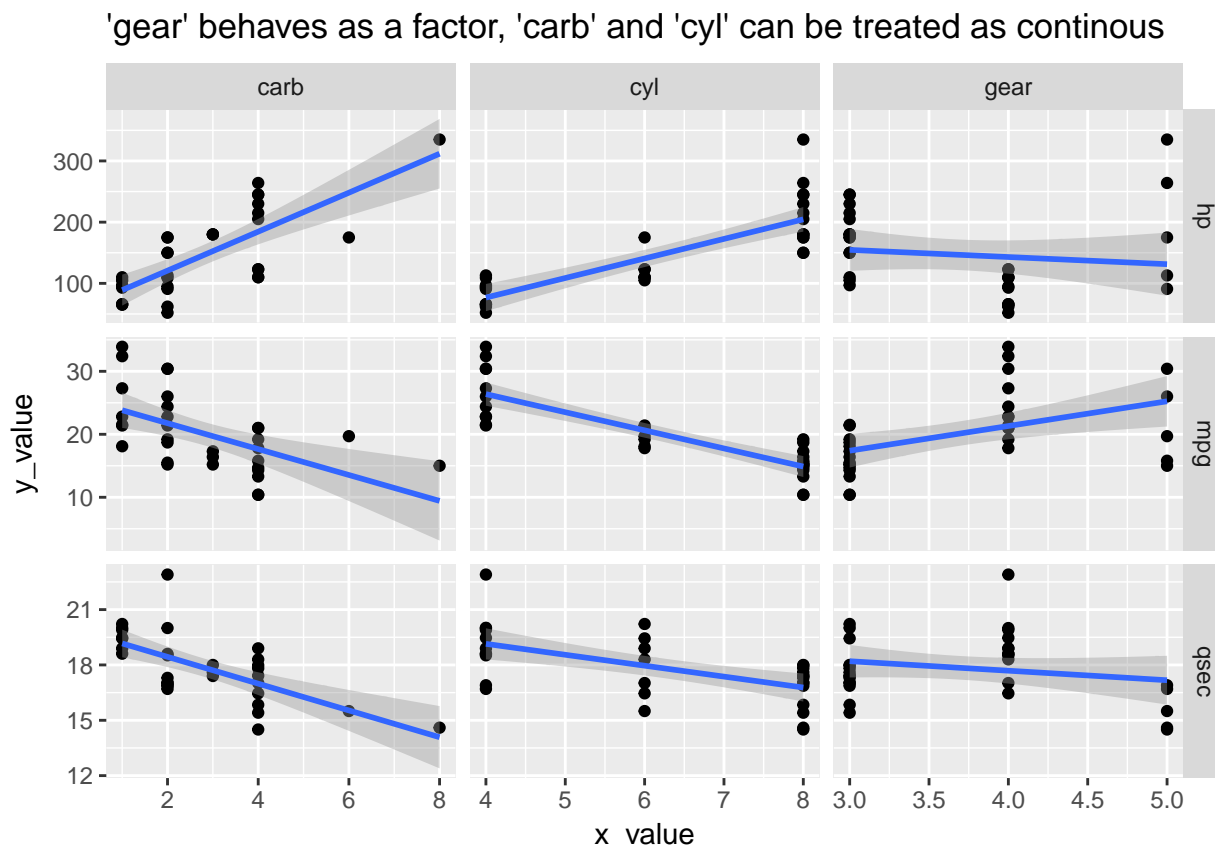 'gear' behaves as a factor, 'carb' and 'cyl' can be treated as continous
carb
cyl
gear
300
200
100
hp
30
20
10
mpg
21
18
15
12
qsec
2
4
6
8
4
5
6
7
8
3.0
3.5
4.0
4.5
5.0
x_value
y_value